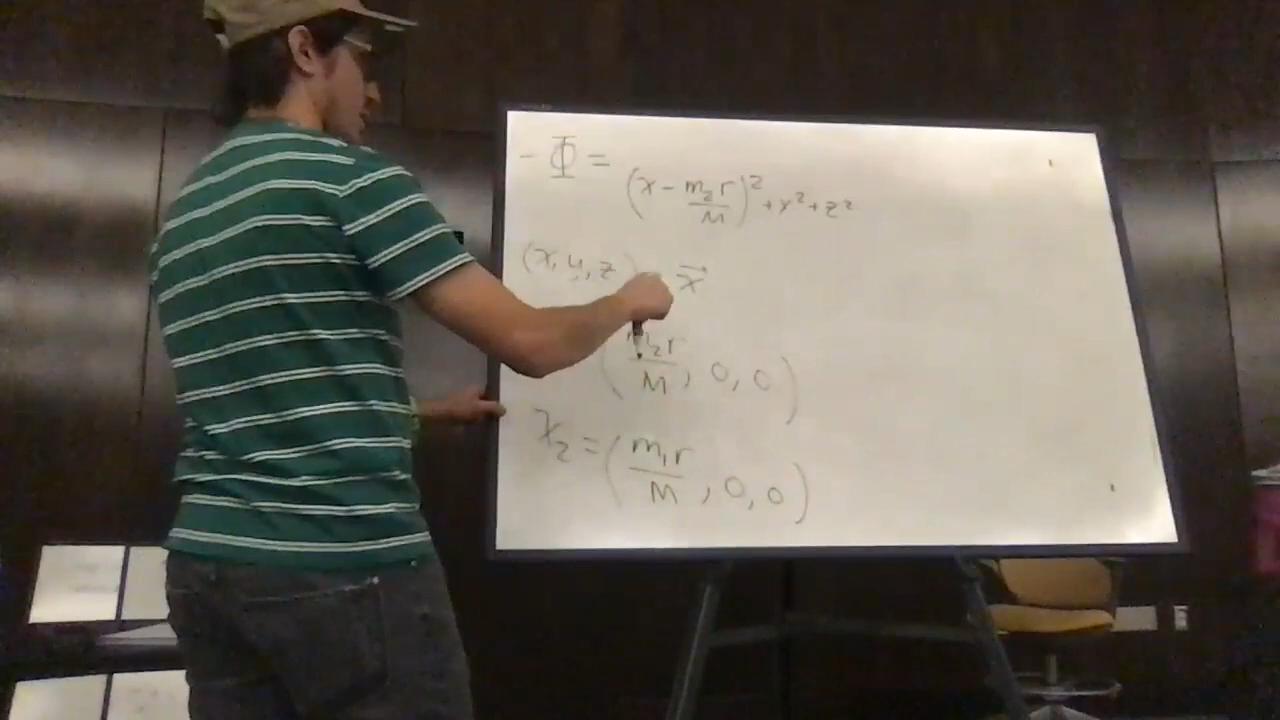 - Φ =
(x - m₂r/M)² + y² + z²
(x, y, z) x⃗
(m₂r/M, 0, 0)
x₂ = (m₁r/M, 0, 0)